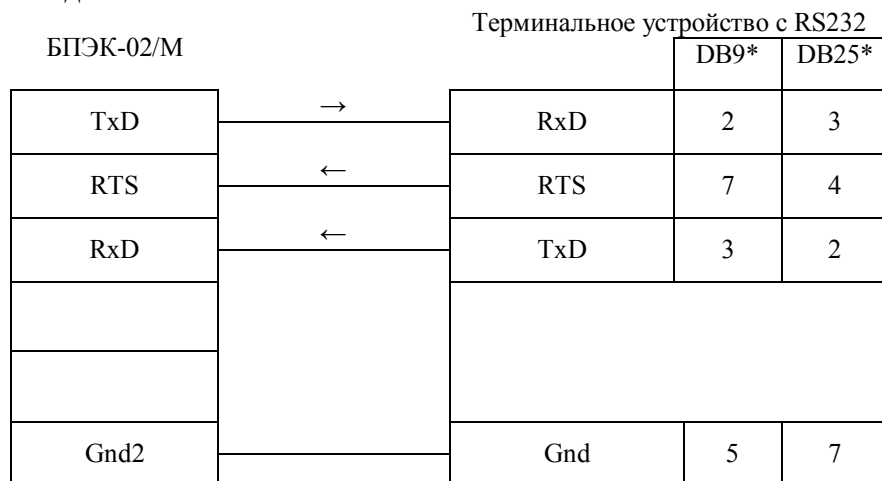 Терминальное устройство с RS232
БПЭК-02/М
DB9* DB25*
TxD → RxD 2 3
RTS ← RTS 7 4
RxD ← TxD 3 2
Gnd2 Gnd 5 7